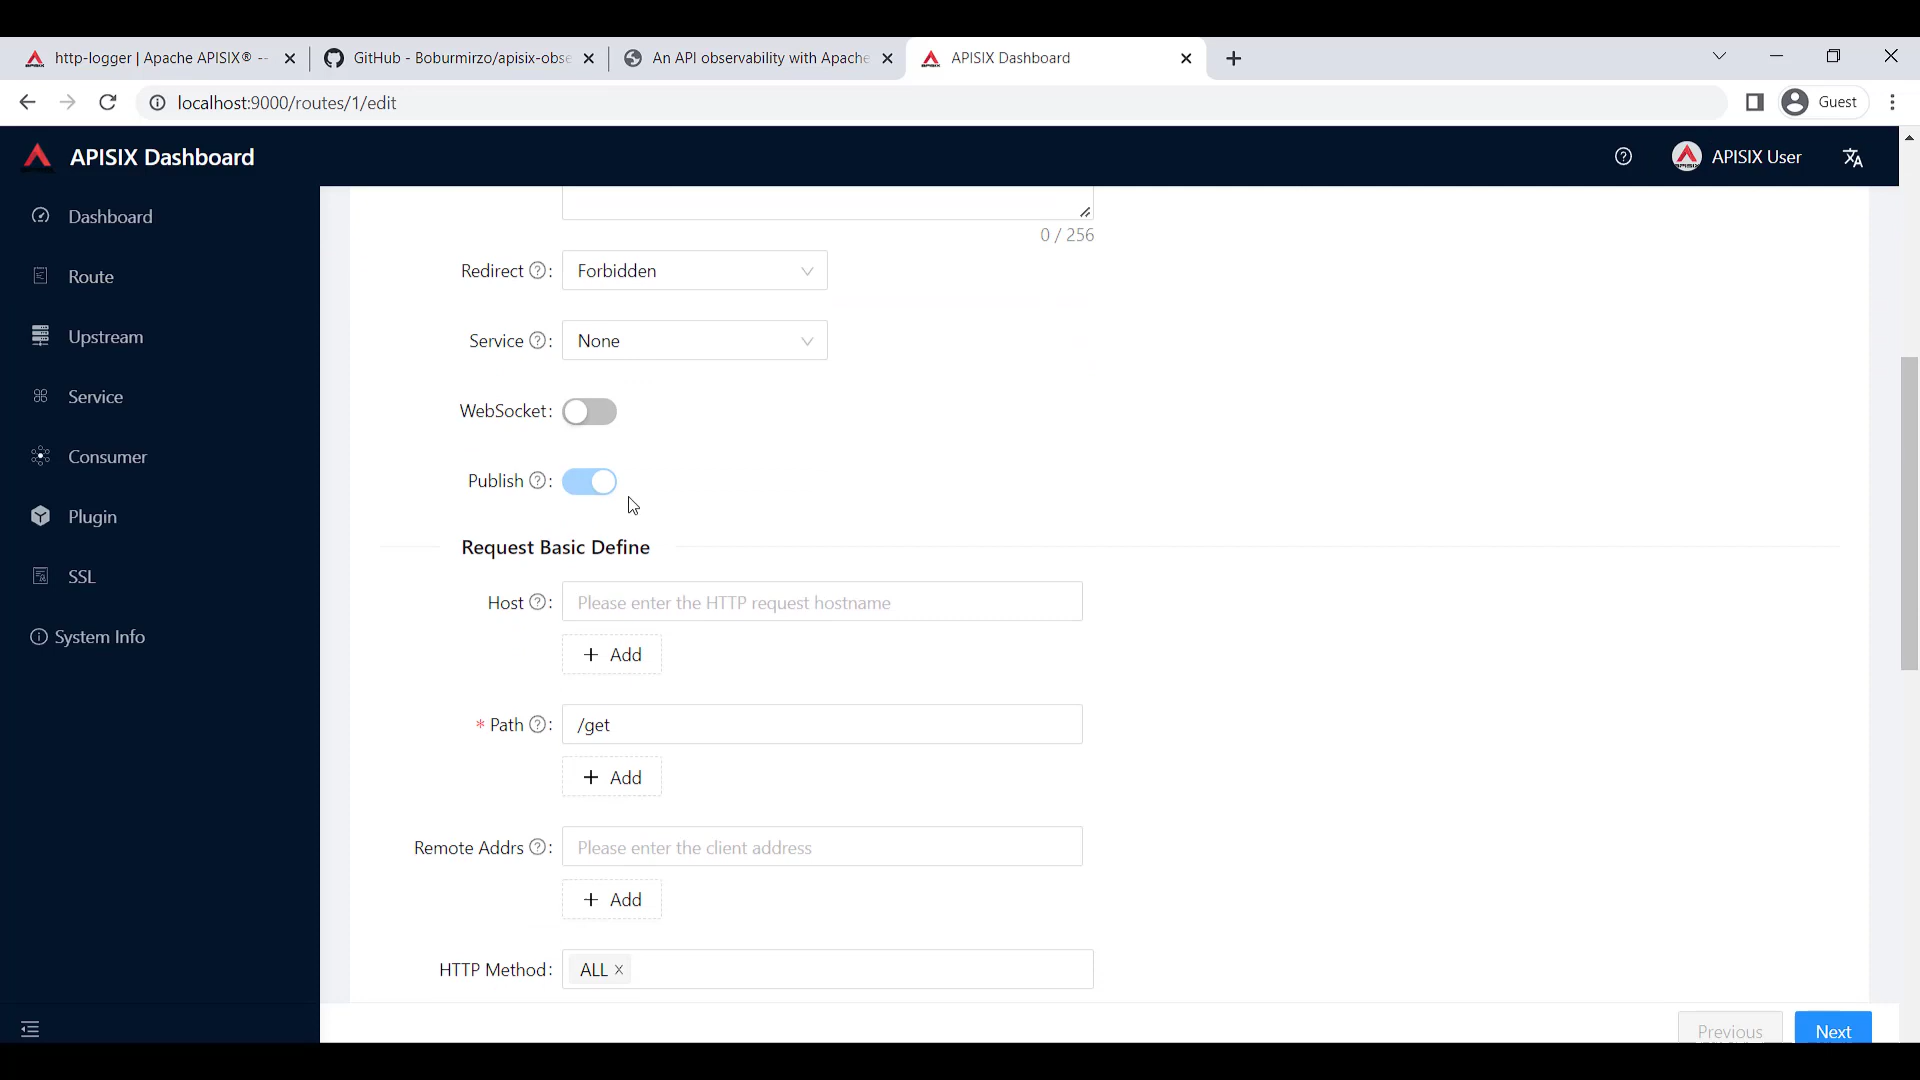 http-logger | Apache APISIX® --
GitHub - Boburmirzo/apisix-obse
An API observability with Apache
APISIX Dashboard
localhost:9000/routes/1/edit
Guest
APISIX Dashboard
APISIX User
Dashboard
Route
Upstream
Service
Consumer
Plugin
SSL
System Info
0 / 256
Redirect ? : Forbidden
Service ? : None
WebSocket:
Publish ? :
Request Basic Define
Host ? : Please enter the HTTP request hostname
+ Add
* Path ? : /get
+ Add
Remote Addrs ? : Please enter the client address
+ Add
HTTP Method: ALL ×
Previous Next